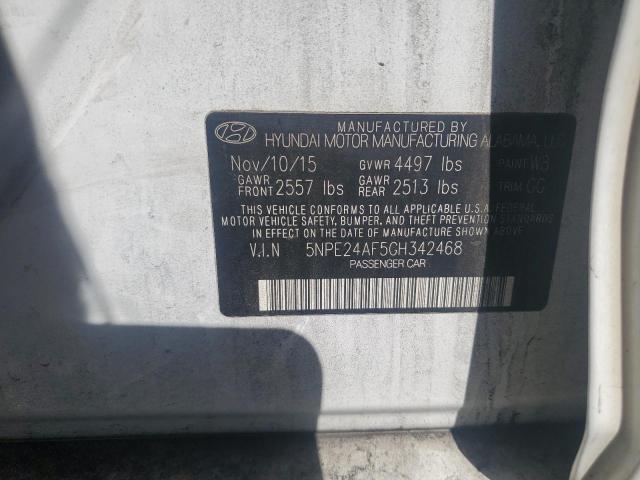 MANUFACTURED BY
HYUNDAI MOTOR MANUFACTURING ALABAMA, LLC
Nov/10/15 GVWR 4497 lbs PAINT W8
GAWR FRONT 2557 lbs GAWR REAR 2513 lbs TRIM GC
THIS VEHICLE CONFORMS TO ALL APPLICABLE U.S.A FEDERAL
MOTOR VEHICLE SAFETY, BUMPER, AND THEFT PREVENTION STANDARDS
IN EFFECT ON THE DATE OF MANUFACTURE SHOWN ABOVE
V.I.N 5NPE24AF5GH342468
PASSENGER CAR